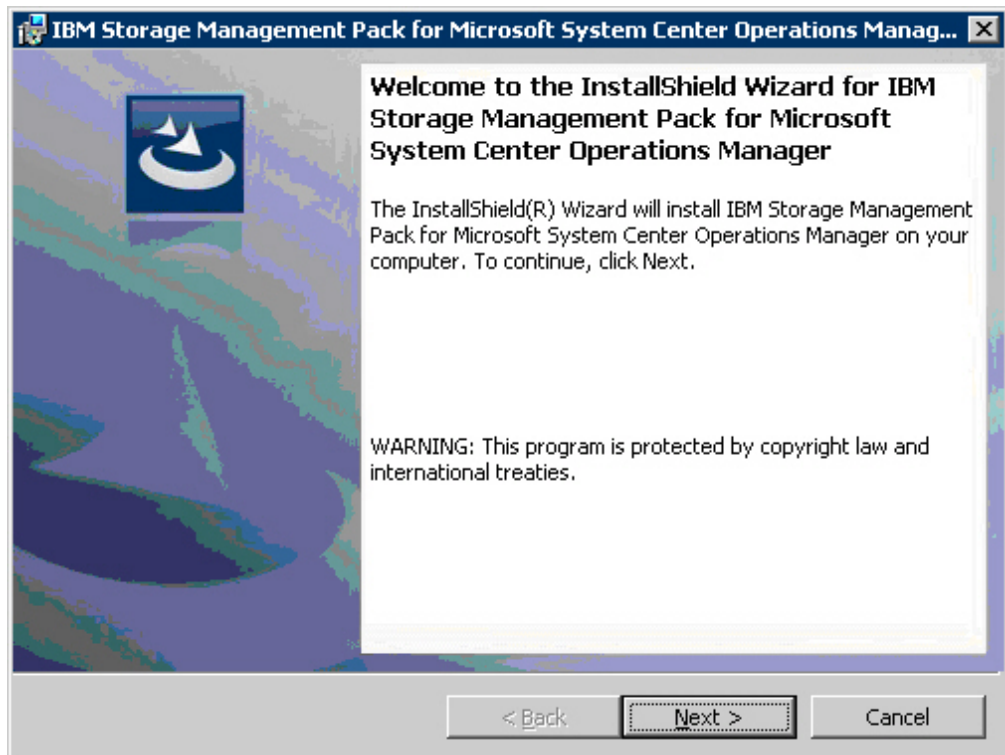 IBM Storage Management Pack for Microsoft System Center Operations Manag...
Welcome to the InstallShield Wizard for IBM
Storage Management Pack for Microsoft
System Center Operations Manager
The InstallShield(R) Wizard will install IBM Storage Management
Pack for Microsoft System Center Operations Manager on your
computer. To continue, click Next.
WARNING: This program is protected by copyright law and
international treaties.
< Back
Next >
Cancel